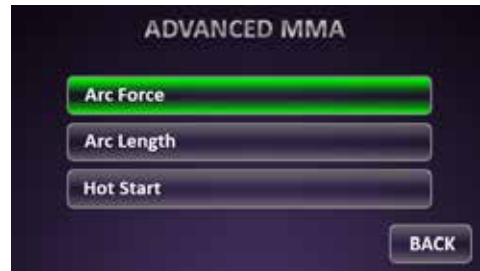 ADVANCED MMA
Arc Force
Arc Length
Hot Start
BACK